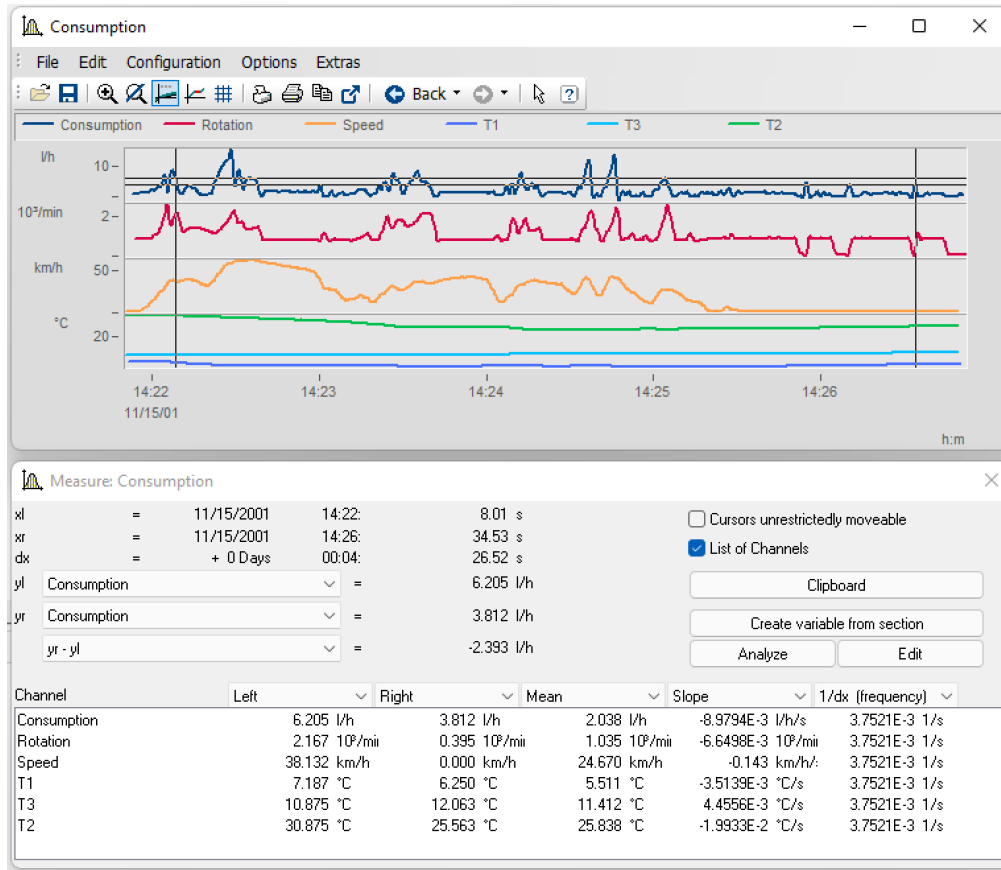 Consumption
File Edit Configuration Options Extras
Back
Consumption Rotation Speed T1 T3 T2
l/h 10
10³/min 2
km/h 50
°C 20
14:22 14:23 14:24 14:25 14:26
11/15/01
h:m
Measure: Consumption
xl = 11/15/2001 14:22: 8.01 s
xr = 11/15/2001 14:26: 34.53 s
dx = + 0 Days 00:04: 26.52 s
yl Consumption = 6.205 l/h
yr Consumption = 3.812 l/h
yr - yl = -2.393 l/h
Cursors unrestrictedly moveable
List of Channels
Clipboard
Create variable from section
Analyze Edit
Channel Left Right Mean Slope 1/dx (frequency)
Consumption 6.205 l/h 3.812 l/h 2.038 l/h -8.9794E-3 l/h/s 3.7521E-3 1/s
Rotation 2.167 10³/mii 0.395 10³/mii 1.035 10³/mii -6.6498E-3 10³/mii 3.7521E-3 1/s
Speed 38.132 km/h 0.000 km/h 24.670 km/h -0.143 km/h/: 3.7521E-3 1/s
T1 7.187 °C 6.250 °C 5.511 °C -3.5139E-3 °C/s 3.7521E-3 1/s
T3 10.875 °C 12.063 °C 11.412 °C 4.4556E-3 °C/s 3.7521E-3 1/s
T2 30.875 °C 25.563 °C 25.838 °C -1.9933E-2 °C/s 3.7521E-3 1/s